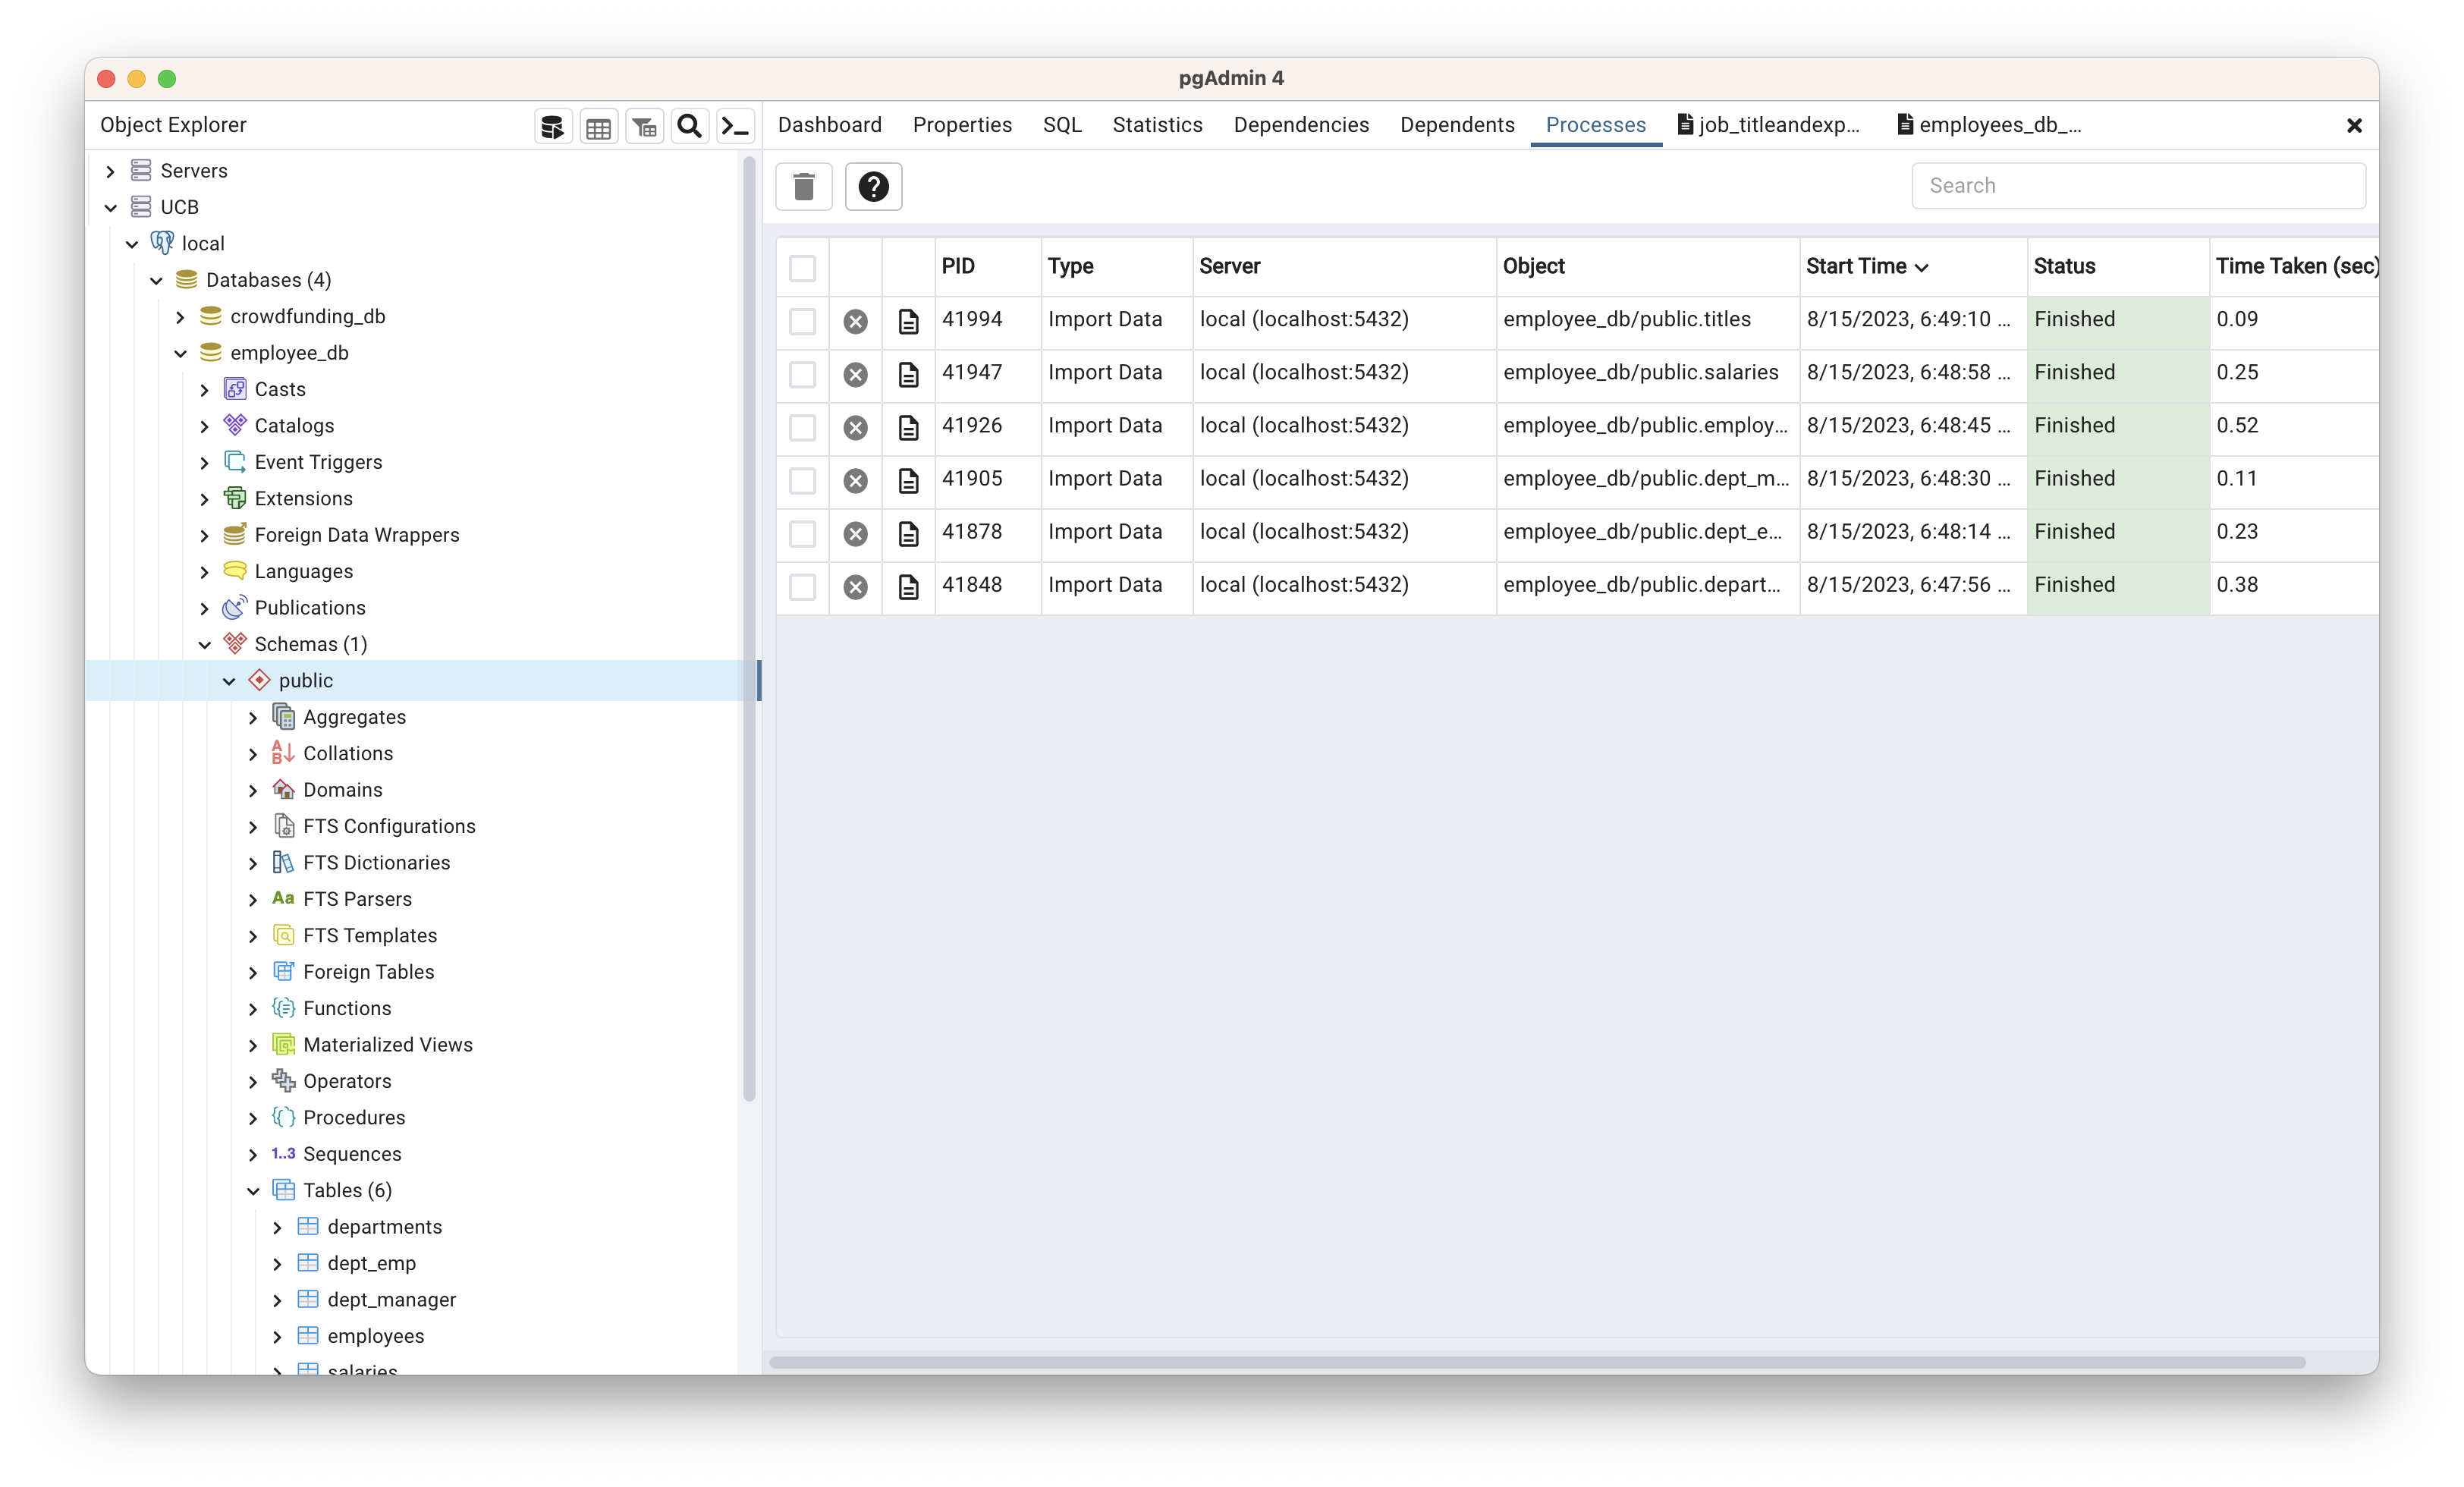 pgAdmin 4
Object Explorer
Dashboard Properties SQL Statistics Dependencies Dependents Processes job_titleandexp... employees_db_...
Search
Servers
UCB
local
Databases (4)
crowdfunding_db
employee_db
Casts
Catalogs
Event Triggers
Extensions
Foreign Data Wrappers
Languages
Publications
Schemas (1)
public
Aggregates
Collations
Domains
FTS Configurations
FTS Dictionaries
Aa FTS Parsers
FTS Templates
Foreign Tables
Functions
Materialized Views
Operators
Procedures
1..3 Sequences
Tables (6)
departments
dept_emp
dept_manager
employees
salaries
PID Type Server Object Start Time Status Time Taken (sec)
41994 Import Data local (localhost:5432) employee_db/public.titles 8/15/2023, 6:49:10 ... Finished 0.09
41947 Import Data local (localhost:5432) employee_db/public.salaries 8/15/2023, 6:48:58 ... Finished 0.25
41926 Import Data local (localhost:5432) employee_db/public.employ... 8/15/2023, 6:48:45 ... Finished 0.52
41905 Import Data local (localhost:5432) employee_db/public.dept_m... 8/15/2023, 6:48:30 ... Finished 0.11
41878 Import Data local (localhost:5432) employee_db/public.dept_e... 8/15/2023, 6:48:14 ... Finished 0.23
41848 Import Data local (localhost:5432) employee_db/public.depart... 8/15/2023, 6:47:56 ... Finished 0.38